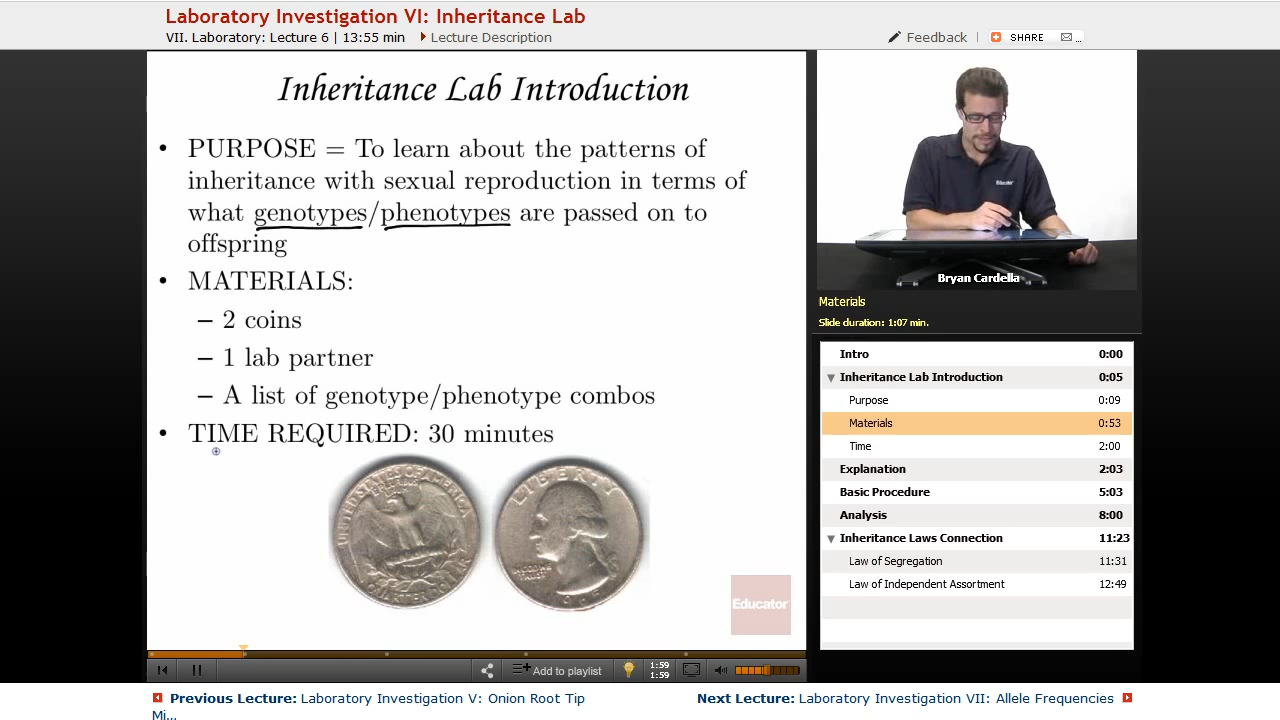 Laboratory Investigation VI: Inheritance Lab
VII. Laboratory: Lecture 6 | 13:55 min
Lecture Description
Feedback
SHARE
...
Inheritance Lab Introduction
• PURPOSE = To learn about the patterns of
inheritance with sexual reproduction in terms of
what genotypes/phenotypes are passed on to
offspring
• MATERIALS:
– 2 coins
– 1 lab partner
– A list of genotype/phenotype combos
• TIME REQUIRED: 30 minutes
UNITED STATES OF AMERICA
QUARTER DOLLAR
LIBERTY
Educator
Educator
Bryan Cardella
Materials
Slide duration: 1:07 min.
Intro 0:00
Inheritance Lab Introduction 0:05
Purpose 0:09
Materials 0:53
Time 2:00
Explanation 2:03
Basic Procedure 5:03
Analysis 8:00
Inheritance Laws Connection 11:23
Law of Segregation 11:31
Law of Independent Assortment 12:49
Add to playlist
1:59
1:59
Previous Lecture: Laboratory Investigation V: Onion Root Tip
Mi...
Next Lecture: Laboratory Investigation VII: Allele Frequencies